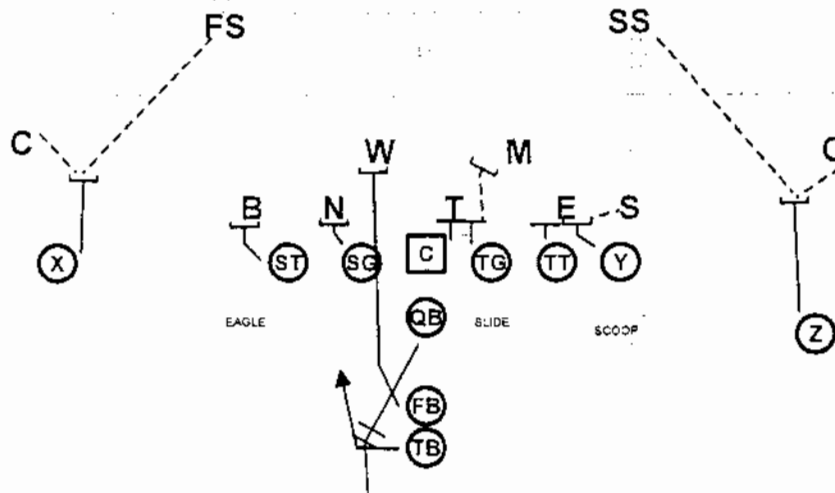 FS SS
C W M C
B N T E S
X ST SG C TG TT Y
EAGLE QB SLIDE SCOOP
Z
FB
TB